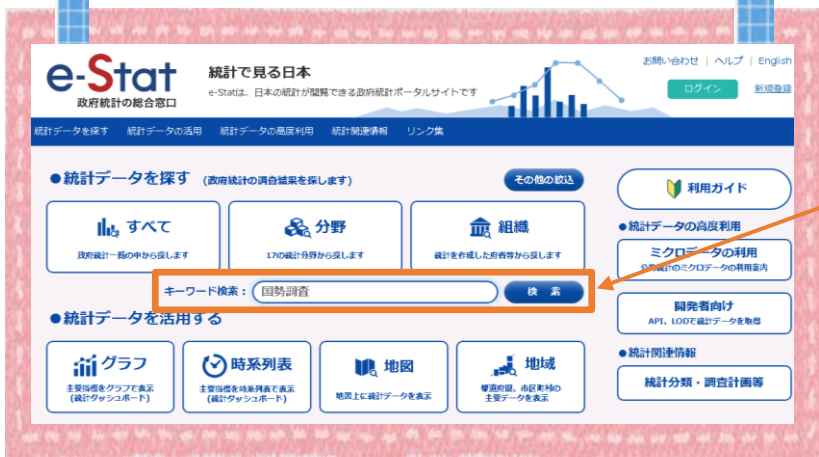 e-Stat
政府統計の総合窓口
統計で見る日本
e-Statは、日本の統計が閲覧できる政府統計ポータルサイトです
お問い合わせ | ヘルプ | English
ログイン
新規登録
統計データを探す 統計データの活用 統計データの高度利用 統計関連情報 リンク集
●統計データを探す (政府統計の調査結果を探します)
その他の絞込
すべて
政府統計一覧の中から探します
分野
17の統計分野から探します
組織
統計を作成した府省等から探します
キーワード検索: 国勢調査
検 索
●統計データを活用する
グラフ
主要指標をグラフで表示
(統計ダッシュボード)
時系列表
主要指標を時系列表で表示
(統計ダッシュボード)
地図
地図上に統計データを表示
地域
都道府県、市区町村の
主要データを表示
利用ガイド
●統計データの高度利用
ミクロデータの利用
公的統計のミクロデータの利用案内
開発者向け
API、LODで統計データを取得
●統計関連情報
統計分類・調査計画等